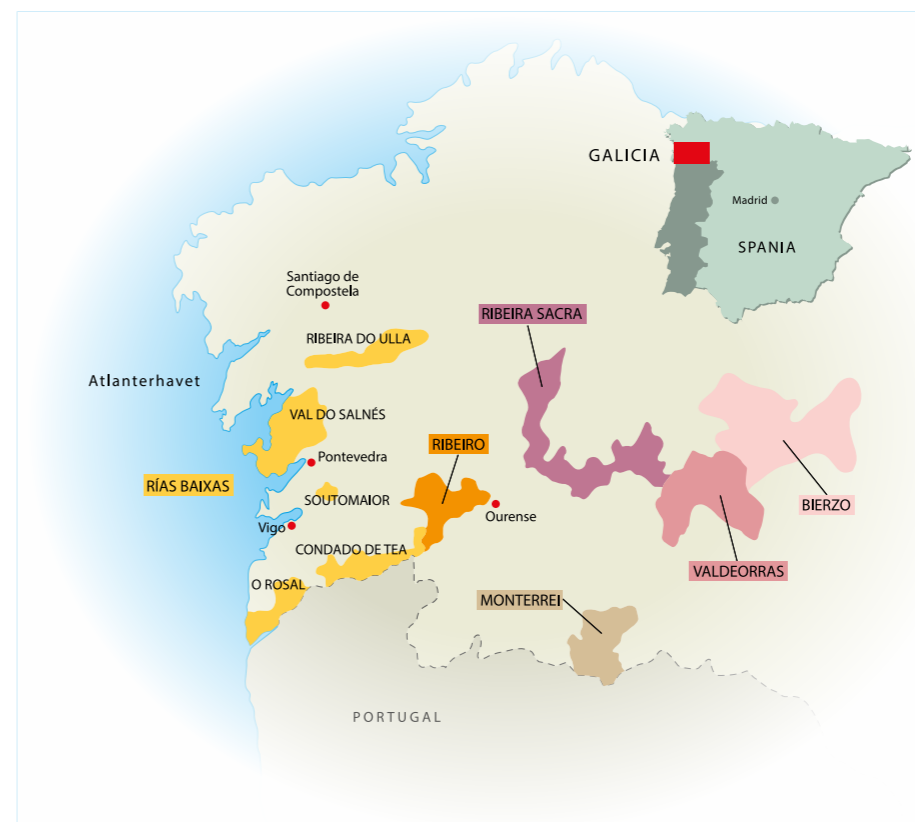 GALICIA
Madrid
SPANIA
Santiago de
Compostela
RIBEIRA SACRA
RIBEIRA DO ULLA
Atlanterhavet
VAL DO SALNÉS
RIBEIRO
Pontevedra
RÍAS BAIXAS
SOUTOMAIOR
BIERZO
Ourense
Vigo
CONDADO DE TEA
VALDEORRAS
O ROSAL
MONTERREI
PORTUGAL